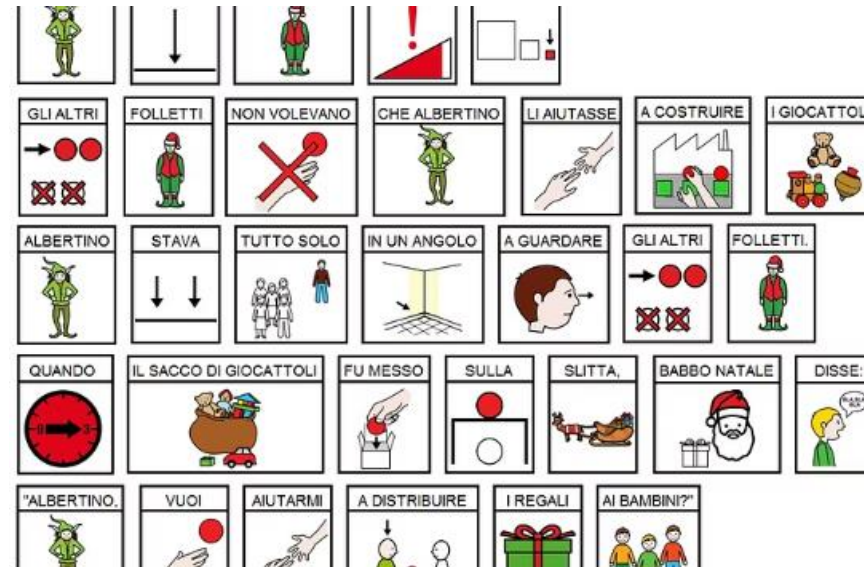 GLI ALTRI FOLLETTI NON VOLEVANO CHE ALBERTINO LI AIUTASSE A COSTRUIRE I GIOCATTOL
ALBERTINO STAVA TUTTO SOLO IN UN ANGOLO A GUARDARE GLI ALTRI FOLLETTI.
QUANDO IL SACCO DI GIOCATTOLI FU MESSO SULLA SLITTA, BABBO NATALE DISSE:
"ALBERTINO, VUOI AIUTARMI A DISTRIBUIRE I REGALI AI BAMBINI?"